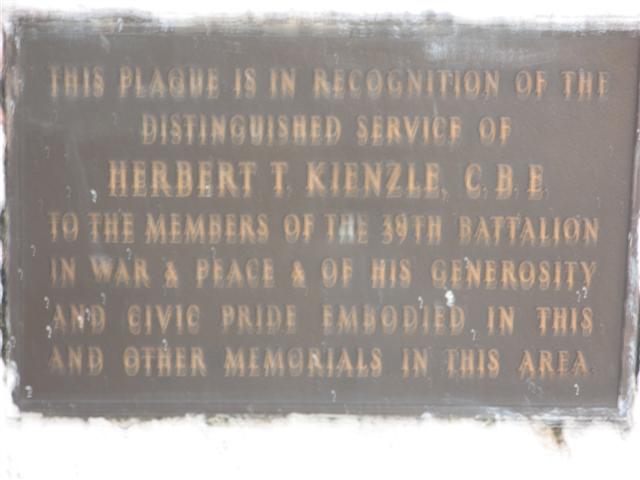 THIS PLAQUE IS IN RECOGNITION OF THE
DISTINGUISHED SERVICE OF
HERBERT T. KIENZLE, C.B.E.
TO THE MEMBERS OF THE 39TH BATTALION
IN WAR & PEACE & OF HIS GENEROSITY
AND CIVIC PRIDE EMBODIED IN THIS
AND OTHER MEMORIALS IN THIS AREA.